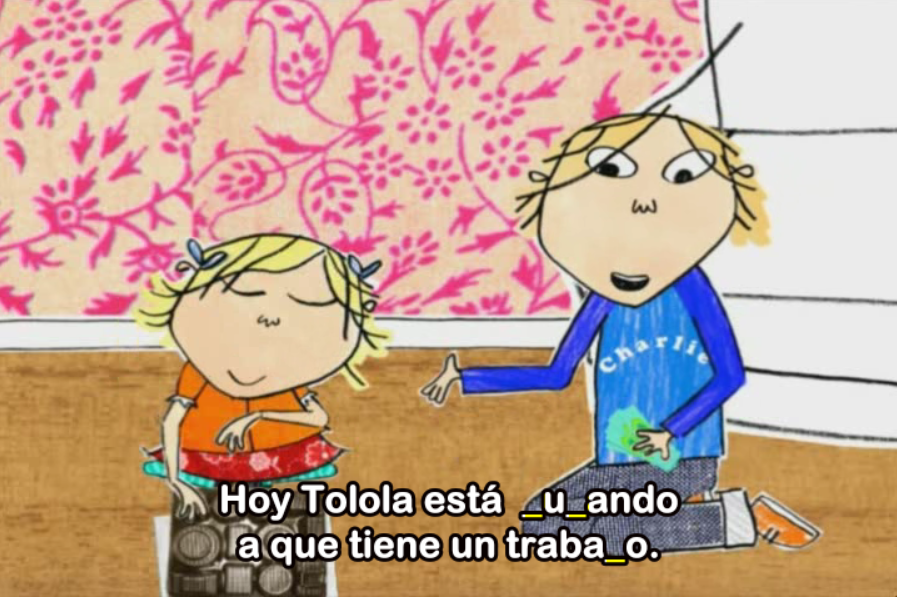 Charlie
Hoy Tolola está _u_ando
a que tiene un traba_o.